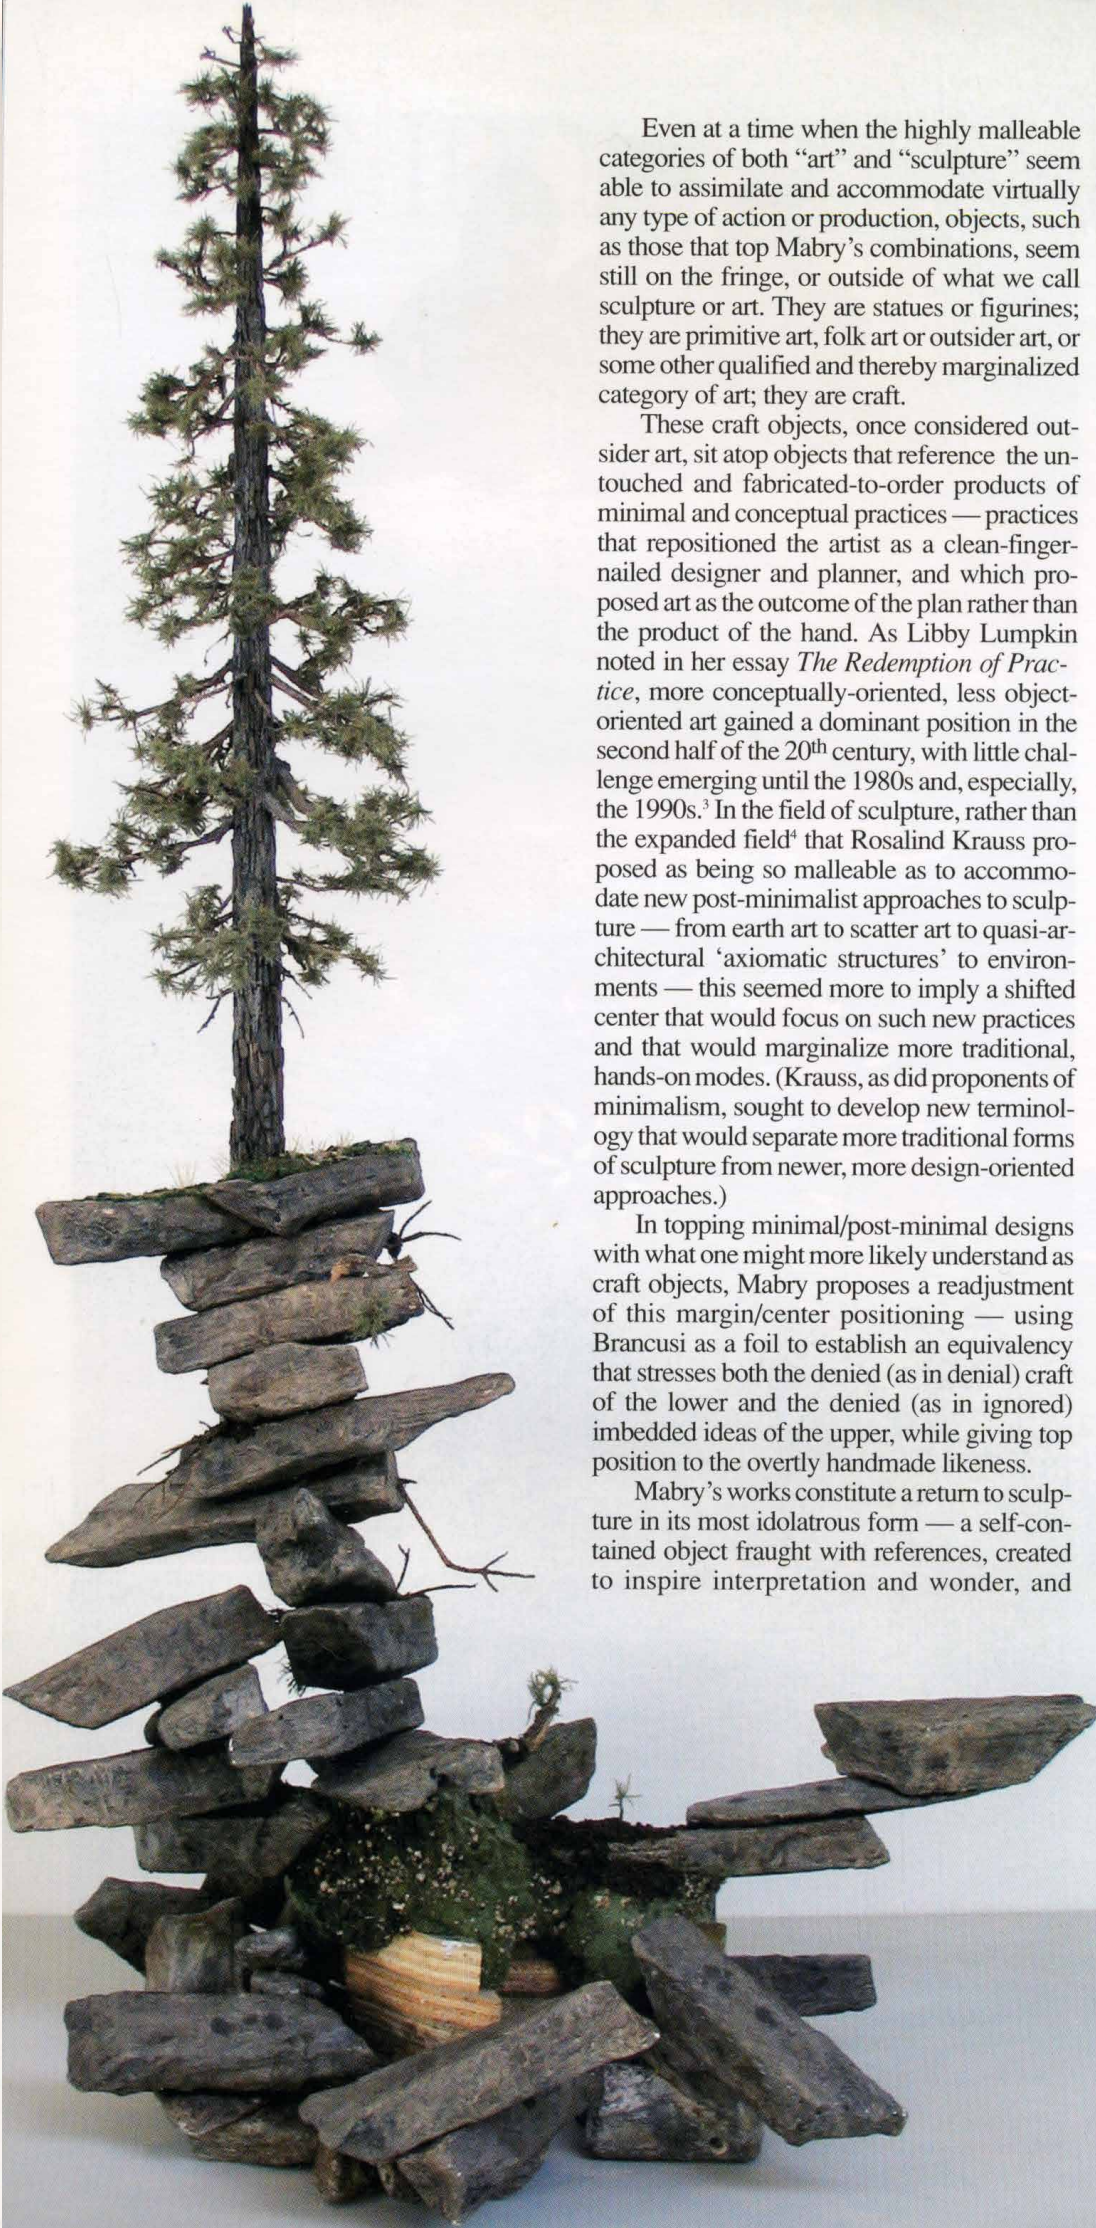 Even at a time when the highly malleable
categories of both “art” and “sculpture” seem
able to assimilate and accommodate virtually
any type of action or production, objects, such
as those that top Mabry’s combinations, seem
still on the fringe, or outside of what we call
sculpture or art. They are statues or figurines;
they are primitive art, folk art or outsider art, or
some other qualified and thereby marginalized
category of art; they are craft.
These craft objects, once considered out-
sider art, sit atop objects that reference the un-
touched and fabricated-to-order products of
minimal and conceptual practices — practices
that repositioned the artist as a clean-finger-
nailed designer and planner, and which pro-
posed art as the outcome of the plan rather than
the product of the hand. As Libby Lumpkin
noted in her essay The Redemption of Prac-
tice, more conceptually-oriented, less object-
oriented art gained a dominant position in the
second half of the 20th century, with little chal-
lenge emerging until the 1980s and, especially,
the 1990s.³ In the field of sculpture, rather than
the expanded field⁴ that Rosalind Krauss pro-
posed as being so malleable as to accommo-
date new post-minimalist approaches to sculp-
ture — from earth art to scatter art to quasi-ar-
chitectural ‘axiomatic structures’ to environ-
ments — this seemed more to imply a shifted
center that would focus on such new practices
and that would marginalize more traditional,
hands-on modes. (Krauss, as did proponents of
minimalism, sought to develop new terminol-
ogy that would separate more traditional forms
of sculpture from newer, more design-oriented
approaches.)
In topping minimal/post-minimal designs
with what one might more likely understand as
craft objects, Mabry proposes a readjustment
of this margin/center positioning — using
Brancusi as a foil to establish an equivalency
that stresses both the denied (as in denial) craft
of the lower and the denied (as in ignored)
imbedded ideas of the upper, while giving top
position to the overtly handmade likeness.
Mabry’s works constitute a return to sculp-
ture in its most idolatrous form — a self-con-
tained object fraught with references, created
to inspire interpretation and wonder, and